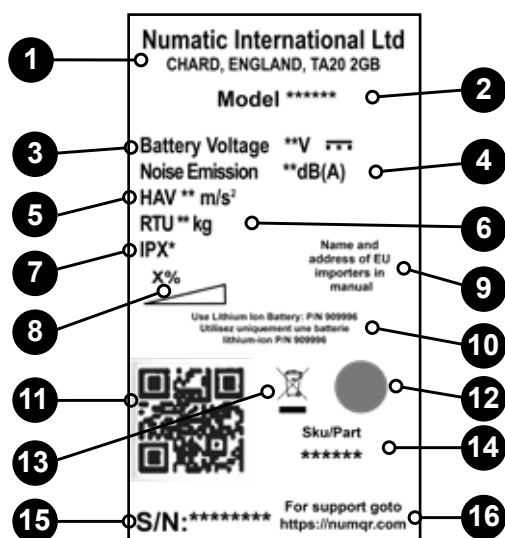 Numatic International Ltd
CHARD, ENGLAND, TA20 2GB
1
Model ******
2
3
Battery Voltage **V
Noise Emission **dB(A)
4
5
HAV ** m/s²
RTU ** kg
6
7
IPX*
Name and
address of EU
importers in
manual
9
X%
8
Use Lithium Ion Battery: P/N 909996
Utilisez uniquement une batterie
lithium-ion P/N 909996
10
11
12
13
Sku/Part
******
14
15
S/N:********
For support goto
https://numqr.com
16